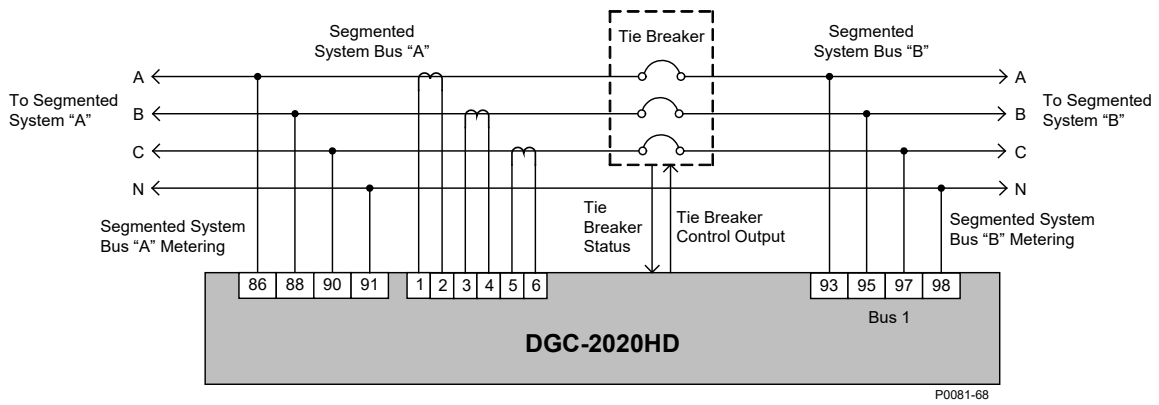 Segmented
System Bus “A”
Tie Breaker
Segmented
System Bus “B”
A
A
To Segmented
System “A”
B
B
To Segmented
System “B”
C
C
N
N
Segmented System
Bus “A” Metering
Tie
Breaker
Status
Tie Breaker
Control Output
Segmented System
Bus “B” Metering
86 88 90 91 1 2 3 4 5 6 93 95 97 98
Bus 1
DGC-2020HD
P0081-68